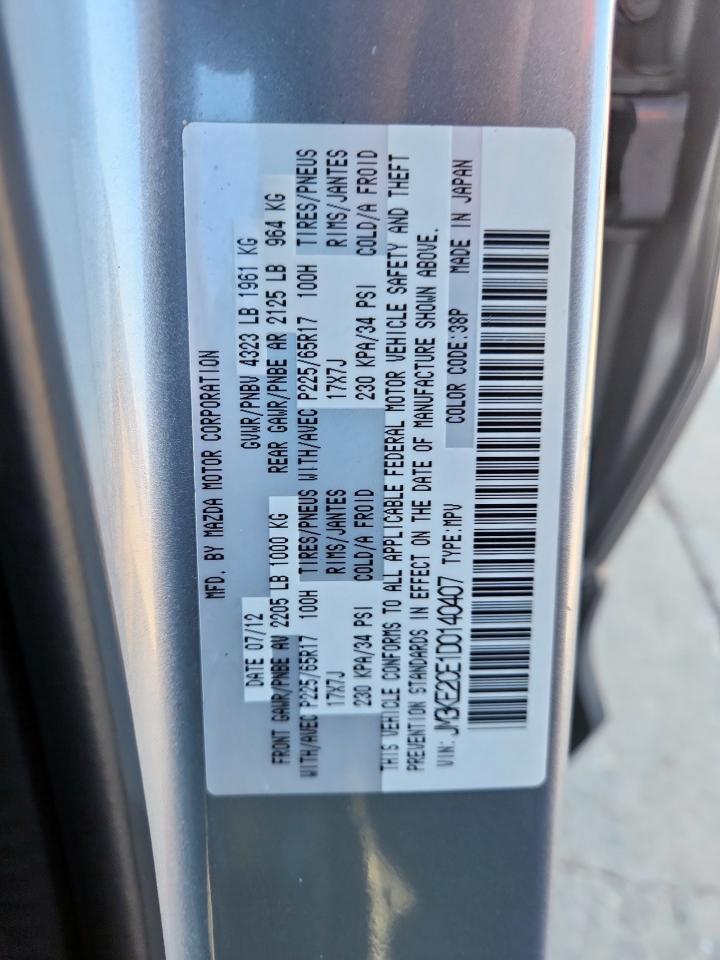 MFD. BY MAZDA MOTOR CORPORATION
DATE 07/12 GVWR/PNBV 4323 LB 1961 KG
FRONT GAWR/PNBE AV 2205 LB 1000 KG REAR GAWR/PNBE AR 2125 LB 964 KG
WITH/AVEC P225/65R17 100H TIRES/PNEUS WITH/AVEC P225/65R17 100H TIRES/PNEUS
17X7J RIMS/JANTES 17X7J RIMS/JANTES
230 KPA/34 PSI COLD/A FROID 230 KPA/34 PSI COLD/A FROID
THIS VEHICLE CONFORMS TO ALL APPLICABLE FEDERAL MOTOR VEHICLE SAFETY AND THEFT
PREVENTION STANDARDS IN EFFECT ON THE DATE OF MANUFACTURE SHOWN ABOVE.
VIN: JM3KE2CE1D0140407 TYPE:MPV COLOR CODE:38P MADE IN JAPAN